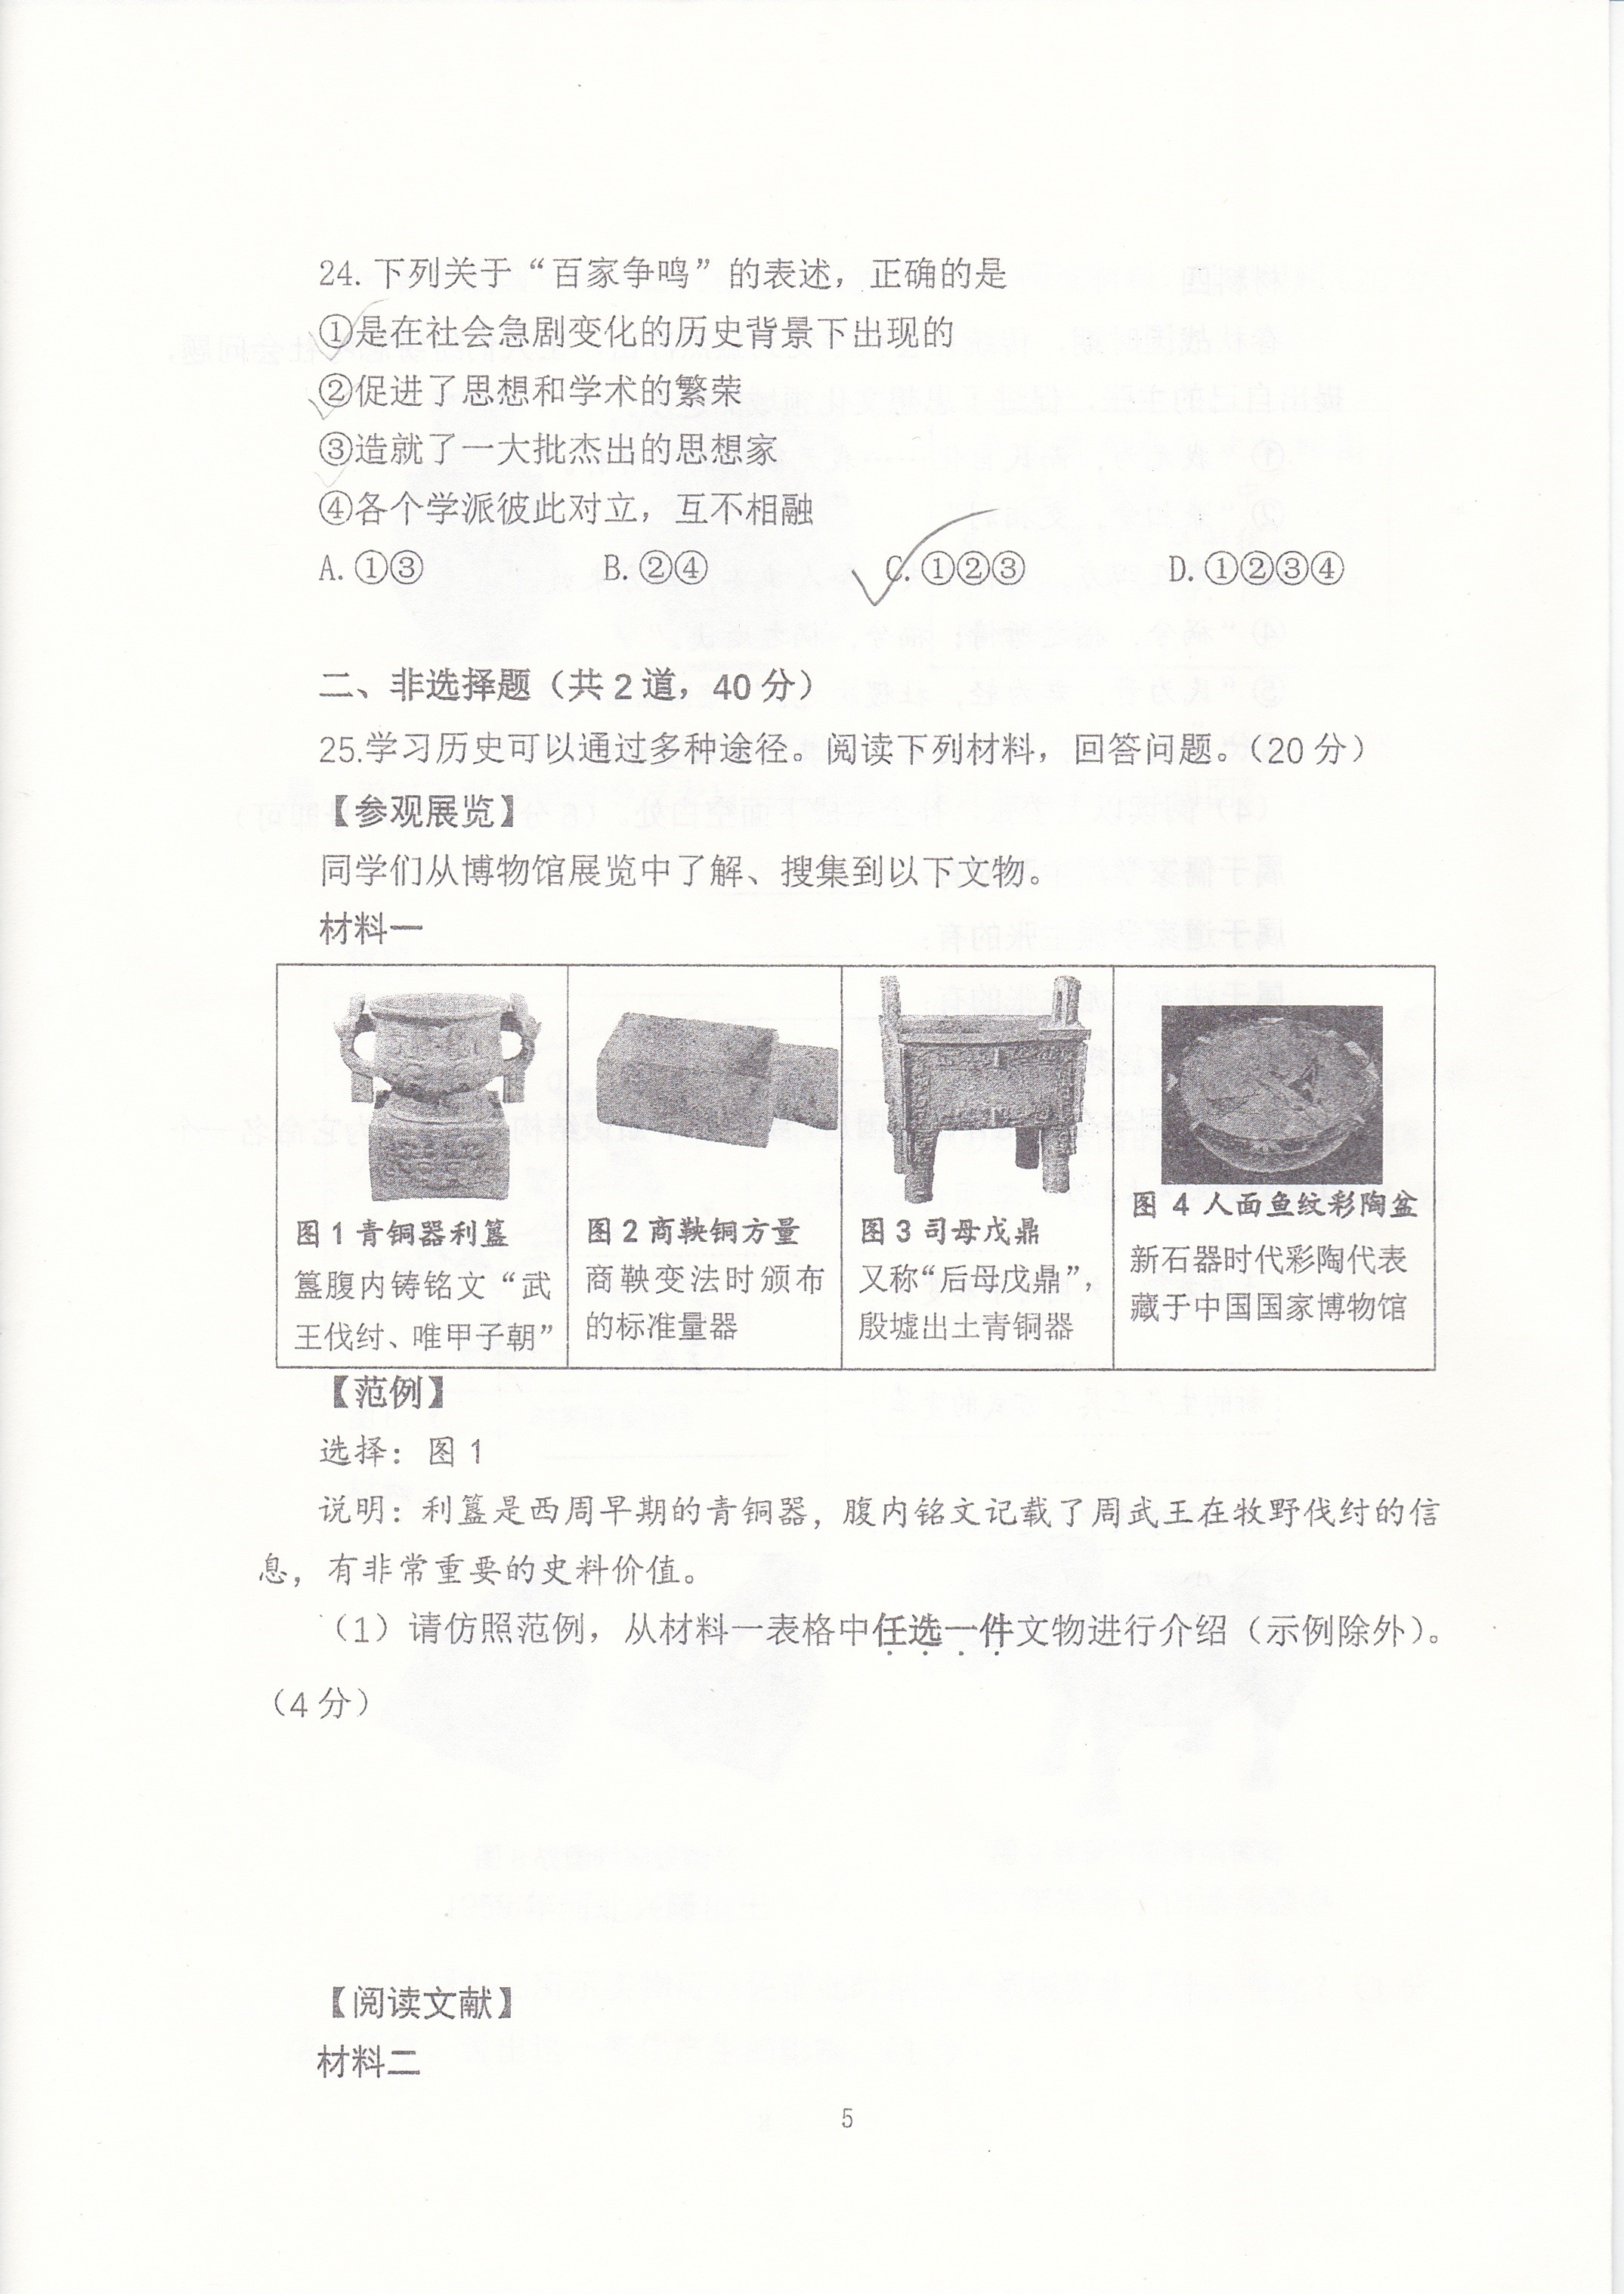 24.下列关于“百家争鸣”的表述，正确的是
①是在社会急剧变化的历史背景下出现的
②促进了思想和学术的繁荣
③造就了一大批杰出的思想家
④各个学派彼此对立，互不相融
A.①③ B.②④ C.①②③ D.①②③④
二、非选择题（共2道，40分）
25.学习历史可以通过多种途径。阅读下列材料，回答问题。（20分）
【参观展览】
同学们从博物馆展览中了解、搜集到以下文物。
材料一
图1青铜器利簋
簋腹内铸铭文“武
王伐纣、唯甲子朝”
图2商鞅铜方量
商鞅变法时颁布
的标准量器
图3司母戊鼎
又称“后母戊鼎”，
殷墟出土青铜器
图 4 人面鱼纹彩陶盆
新石器时代彩陶代表
藏于中国国家博物馆
【范例】
选择：图1
说明：利簋是西周早期的青铜器，腹内铭文记载了周武王在牧野伐纣的信
息，有非常重要的史料价值。
（1）请仿照范例，从材料一表格中任选一件文物进行介绍（示例除外）。
（4分）
【阅读文献】
材料二
5